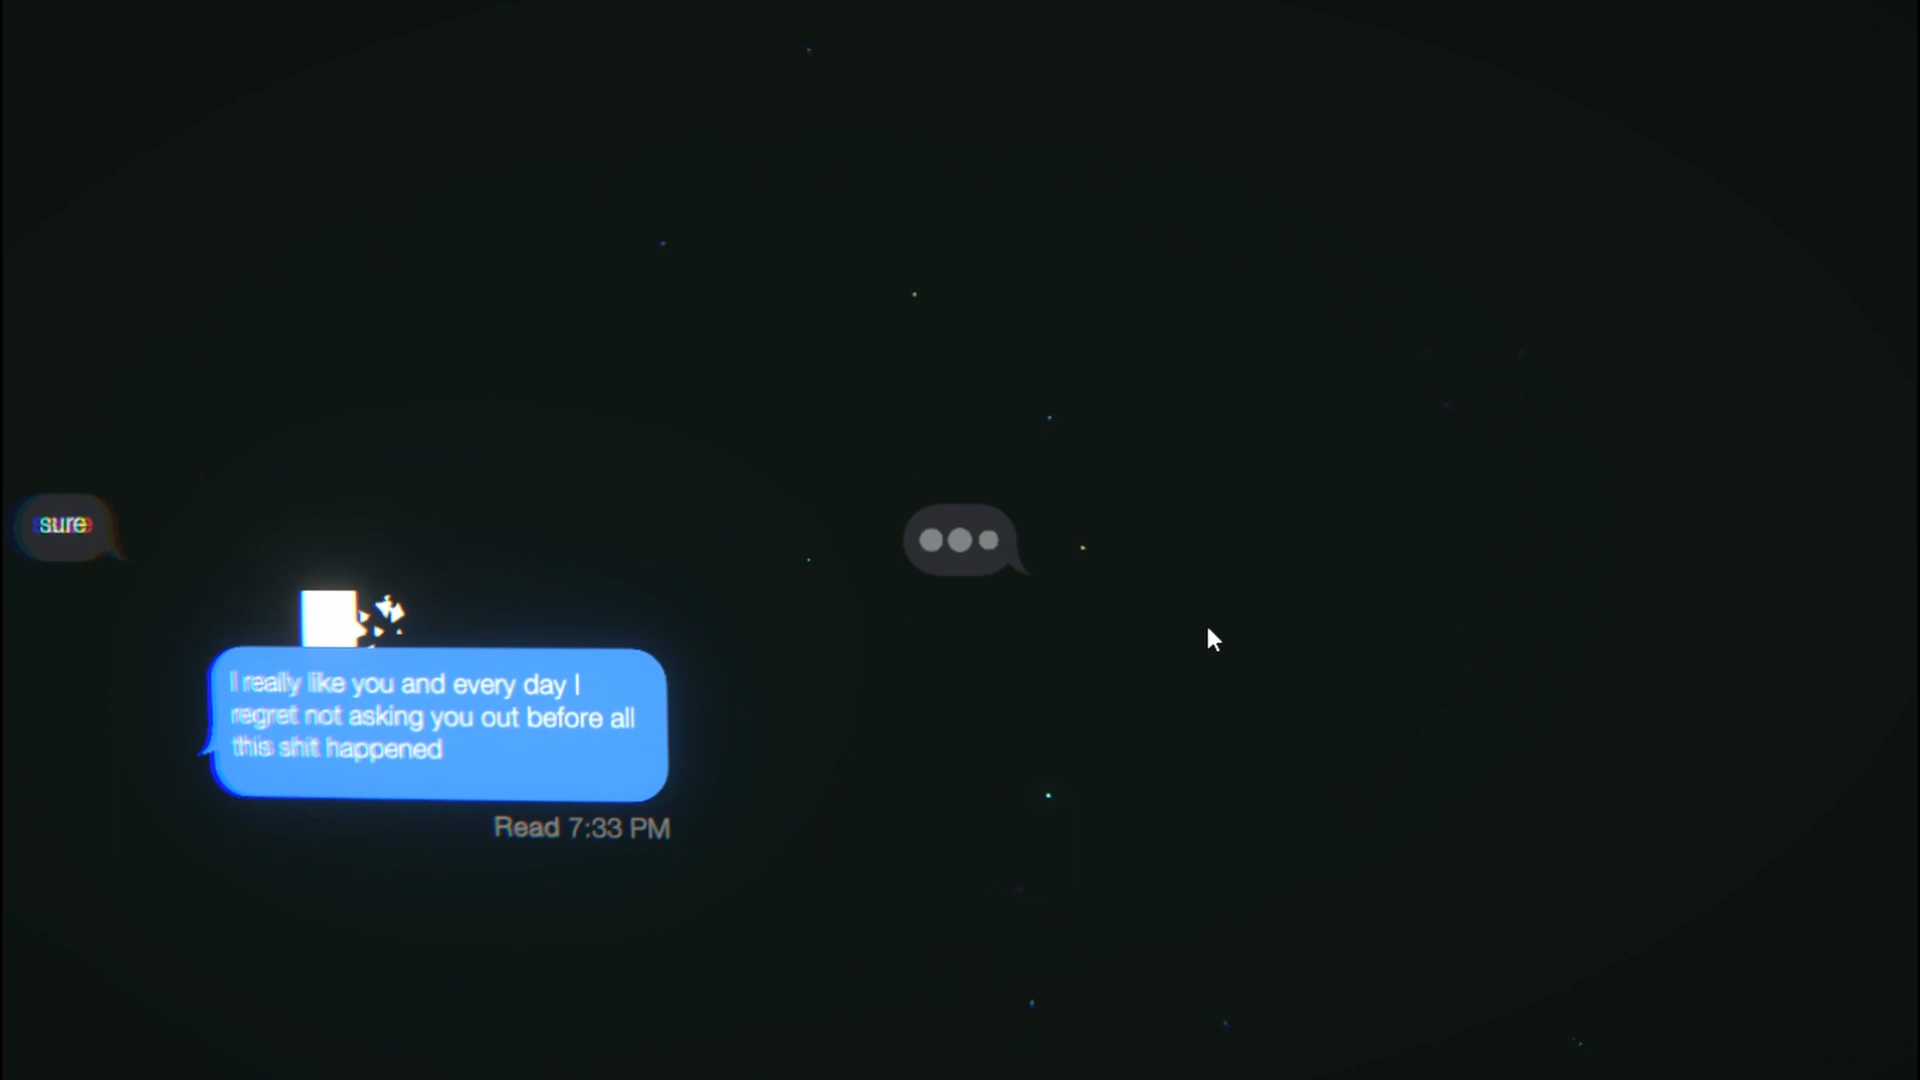 sure
I really like you and every day I
regret not asking you out before all
this shit happened
Read 7:33 PM